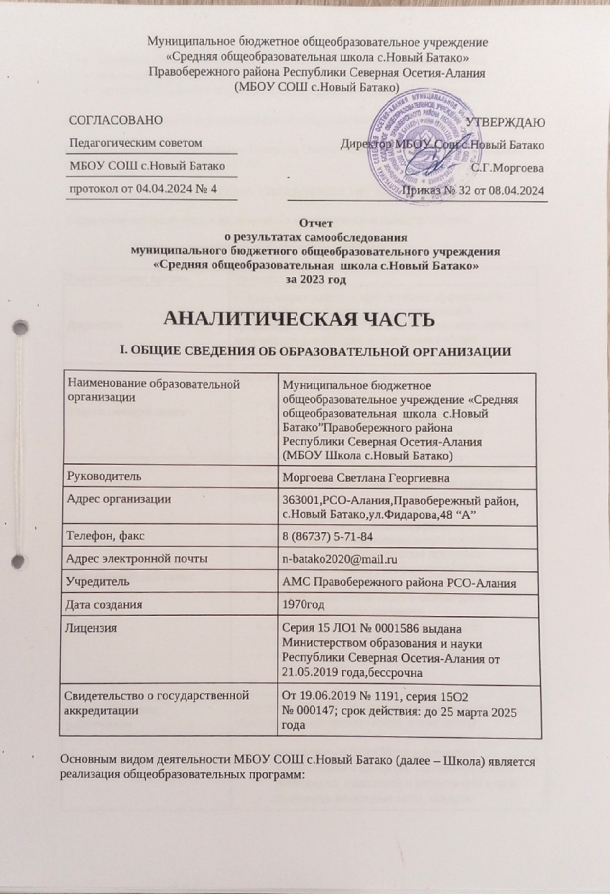 Муниципальное бюджетное общеобразовательное учреждение
«Средняя общеобразовательная школа с.Новый Батако»
Правобережного района Республики Северная Осетия-Алания
(МБОУ СОШ с.Новый Батако)
СОГЛАСОВАНО
Педагогическим советом
МБОУ СОШ с.Новый Батако
протокол от 04.04.2024 № 4
УТВЕРЖДАЮ
Директор МБОУ Сош с.Новый Батако
С.Г.Моргоева
Приказ № 32 от 08.04.2024
Отчет
о результатах самообследования
муниципального бюджетного общеобразовательного учреждения
«Средняя общеобразовательная школа с.Новый Батако»
за 2023 год
АНАЛИТИЧЕСКАЯ ЧАСТЬ
I. ОБЩИЕ СВЕДЕНИЯ ОБ ОБРАЗОВАТЕЛЬНОЙ ОРГАНИЗАЦИИ
Наименование образовательной
организации
Муниципальное бюджетное
общеобразовательное учреждение «Средняя
общеобразовательная школа с.Новый
Батако”Правобережного района
Республики Северная Осетия-Алания
(МБОУ Школа с.Новый Батако)
Руководитель
Моргоева Светлана Георгиевна
Адрес организации
363001,РСО-Алания,Правобережный район,
с.Новый Батако,ул.Фидарова,48 “А”
Телефон, факс
8 (86737) 5-71-84
Адрес электронной почты
n-batako2020@mail.ru
Учредитель
АМС Правобережного района РСО-Алания
Дата создания
1970год
Лицензия
Серия 15 ЛО1 № 0001586 выдана
Министерством образования и науки
Республики Северная Осетия-Алания от
21.05.2019 года,бессрочна
Свидетельство о государственной
аккредитации
От 19.06.2019 № 1191, серия 15О2
№ 000147; срок действия: до 25 марта 2025
года
Основным видом деятельности МБОУ СОШ с.Новый Батако (далее – Школа) является
реализация общеобразовательных программ: